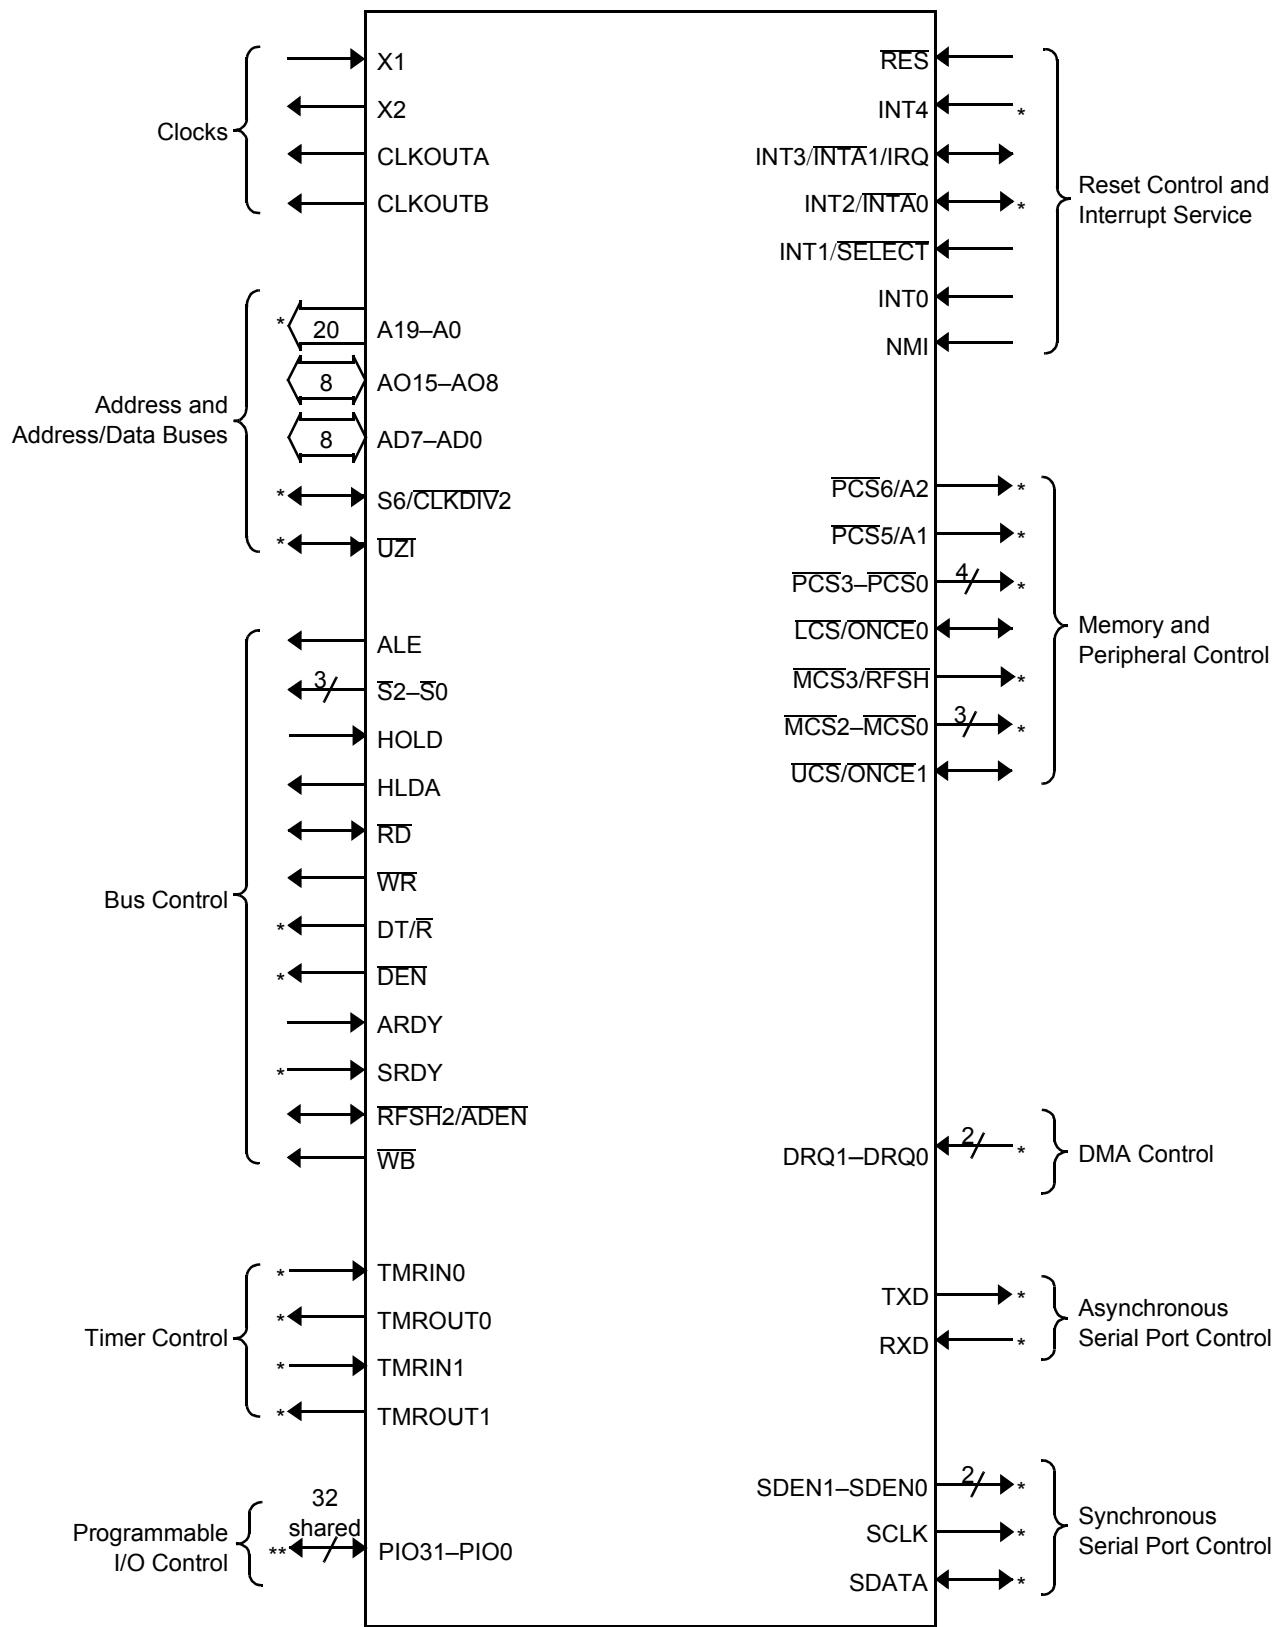 Clocks
X1
X2
CLKOUTA
CLKOUTB
Address and
Address/Data Buses
* 20 A19–A0
8 AO15–AO8
8 AD7–AD0
* S6/CLKDIV2
* UZI
Bus Control
ALE
3 S2–S0
HOLD
HLDA
RD
WR
* DT/R
* DEN
ARDY
* SRDY
RFSH2/ADEN
WB
Timer Control
* TMRIN0
* TMROUT0
* TMRIN1
* TMROUT1
Programmable
I/O Control
32
shared
** PIO31–PIO0
RES
INT4 *
INT3/INTA1/IRQ
INT2/INTA0 *
INT1/SELECT
INT0
NMI
Reset Control and
Interrupt Service
PCS6/A2 *
PCS5/A1 *
PCS3–PCS0 4 *
LCS/ONCE0
MCS3/RFSH *
MCS2–MCS0 3 *
UCS/ONCE1
Memory and
Peripheral Control
DRQ1–DRQ0 2 *
DMA Control
TXD *
RXD *
Asynchronous
Serial Port Control
SDEN1–SDEN0 2 *
SCLK *
SDATA *
Synchronous
Serial Port Control